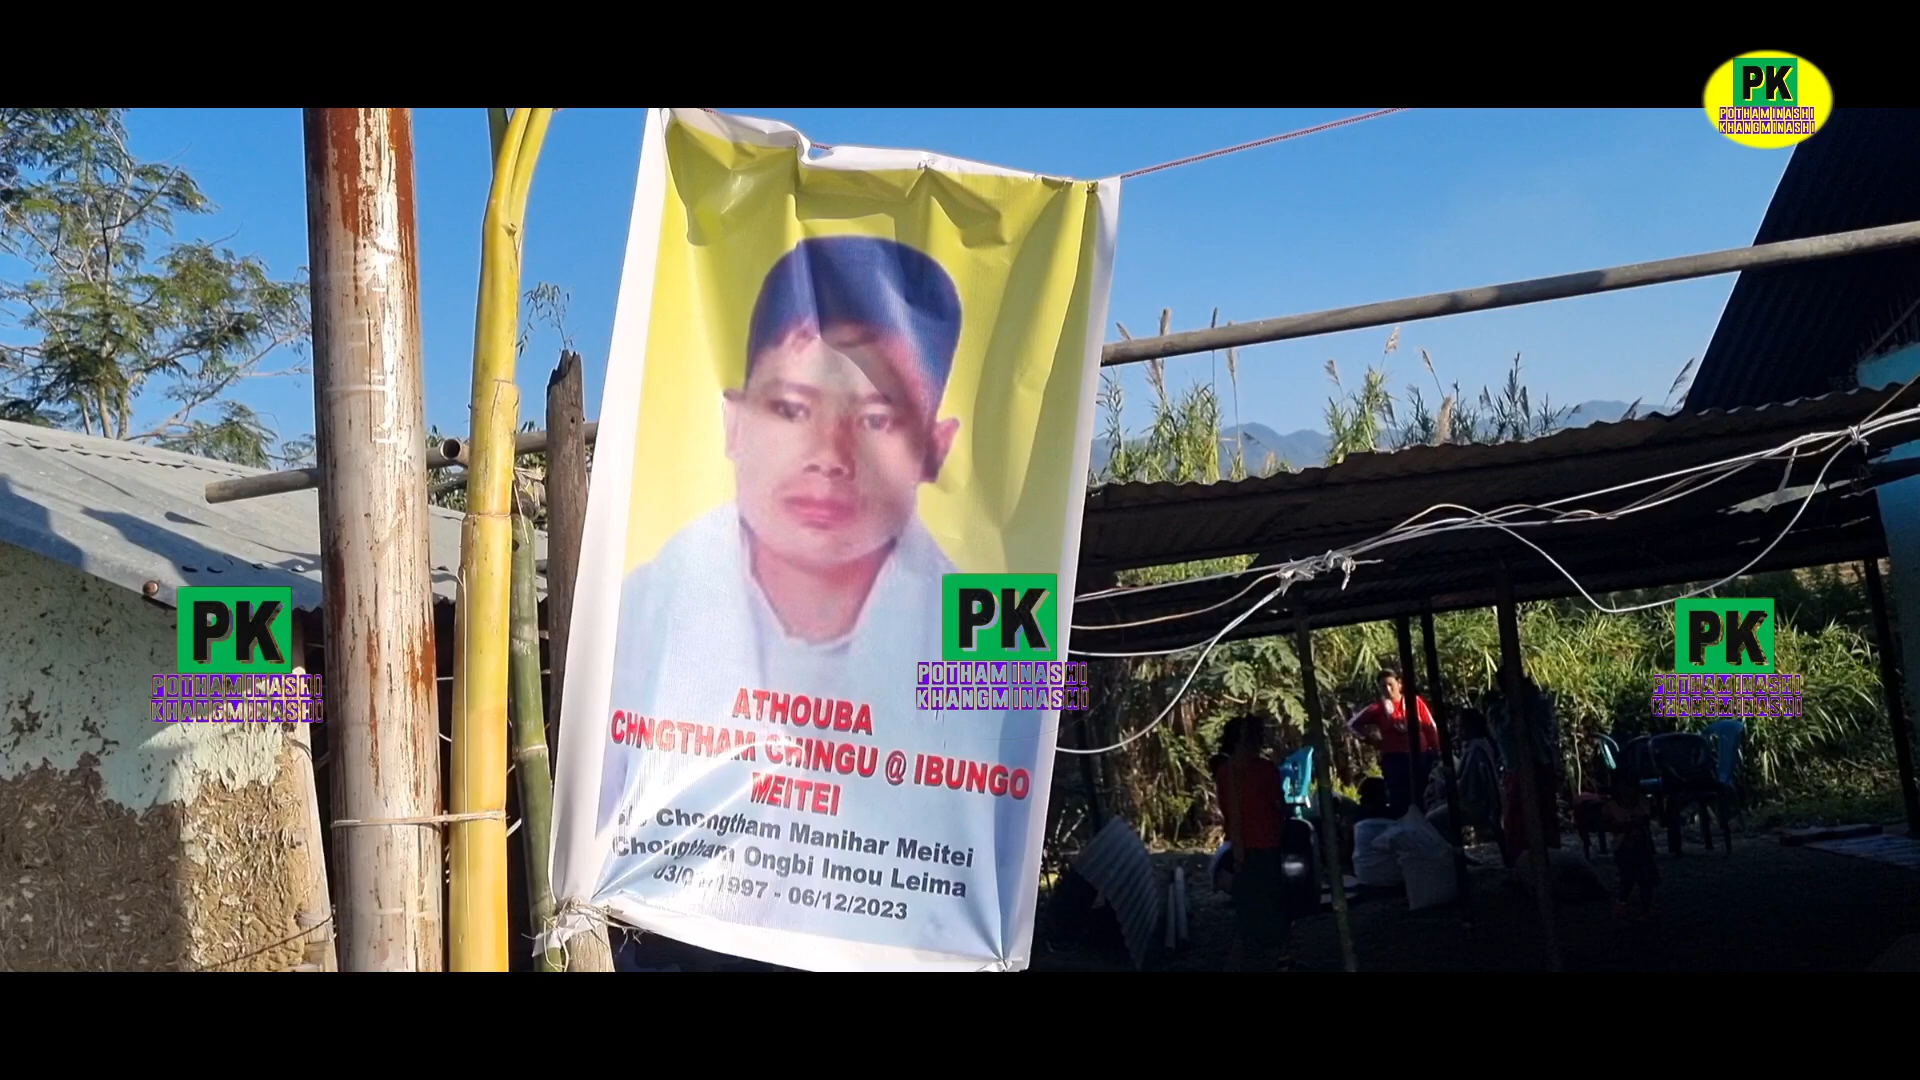 PK
POTHAMINASHI
KHANGMINASHI
ATHOUBA
CHNGTHAM CHINGU @ IBUNGO
MEITEI
Chongtham Manihar Meitei
Chongtham Ongbi Imou Leima
1997 - 06/12/2023
PK
POTHAMINASHI
KHANGMINASHI
PK
POTHAMINASHI
KHANGMINASHI
PK
POTHAMINASHI
KHANGMINASHI